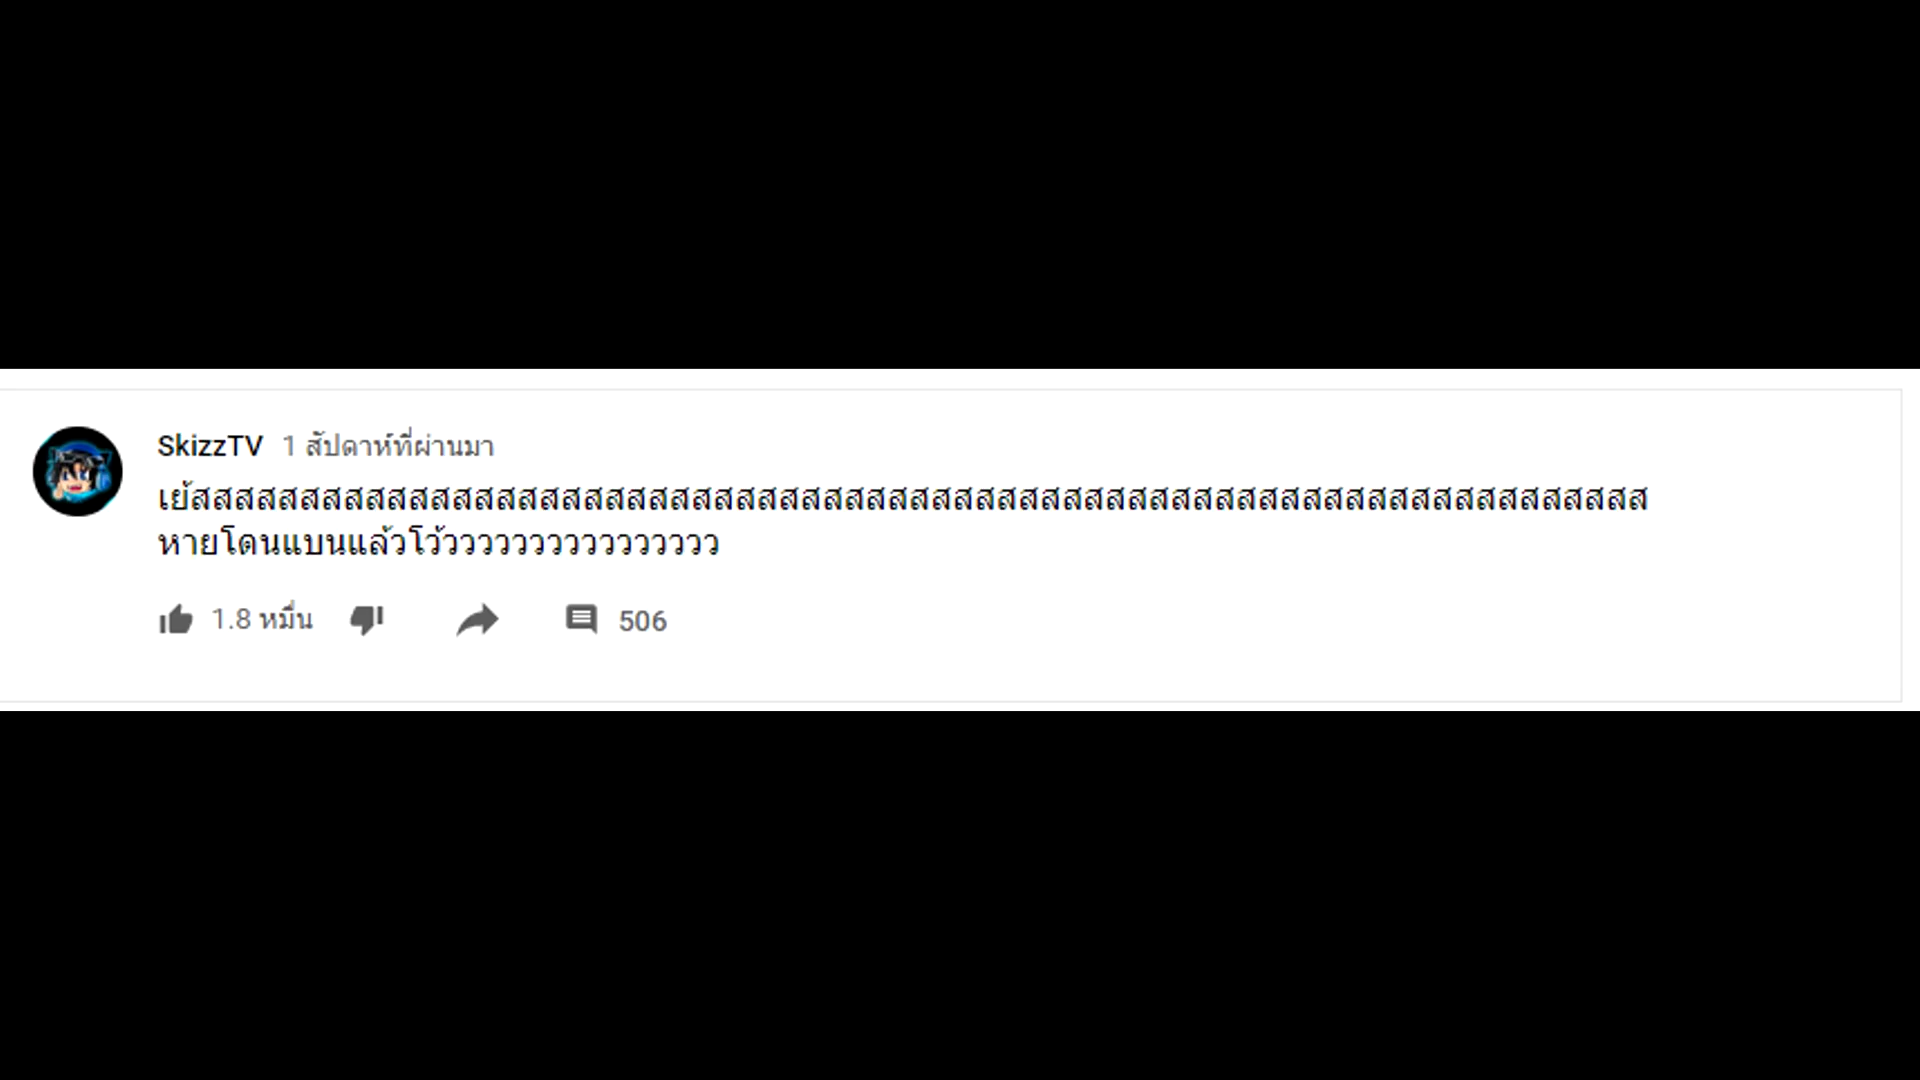 SkizzTV 1 สัปดาห์ที่ผ่านมา
เย้สสสสสสสสสสสสสสสสสสสสสสสสสสสสสสสสสสสสสสสสสสสสสสสสสสสสสสสสสสสสสสสสสสส
หายโดนแบนแล้วโว้วววววววววววววววว
1.8 หมื่น 506